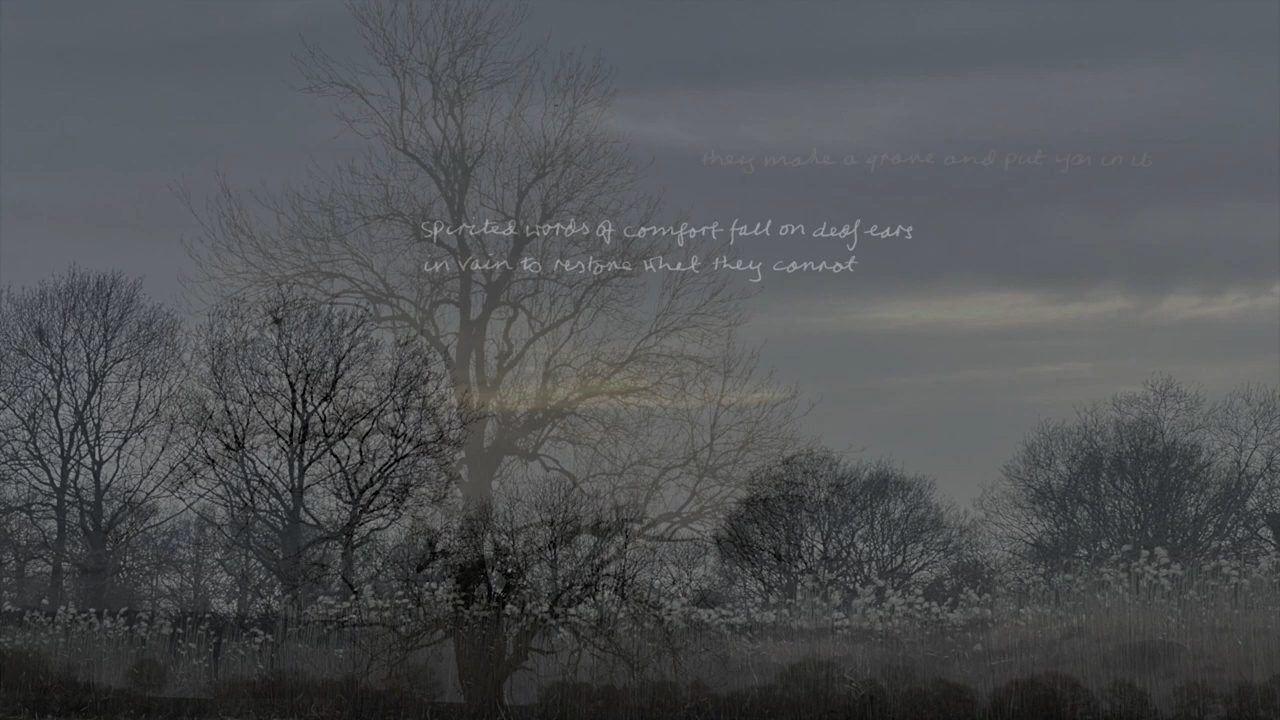 they made a grave and put you in it
Spirited words of comfort fall on deaf ears
in vain to restore what they cannot